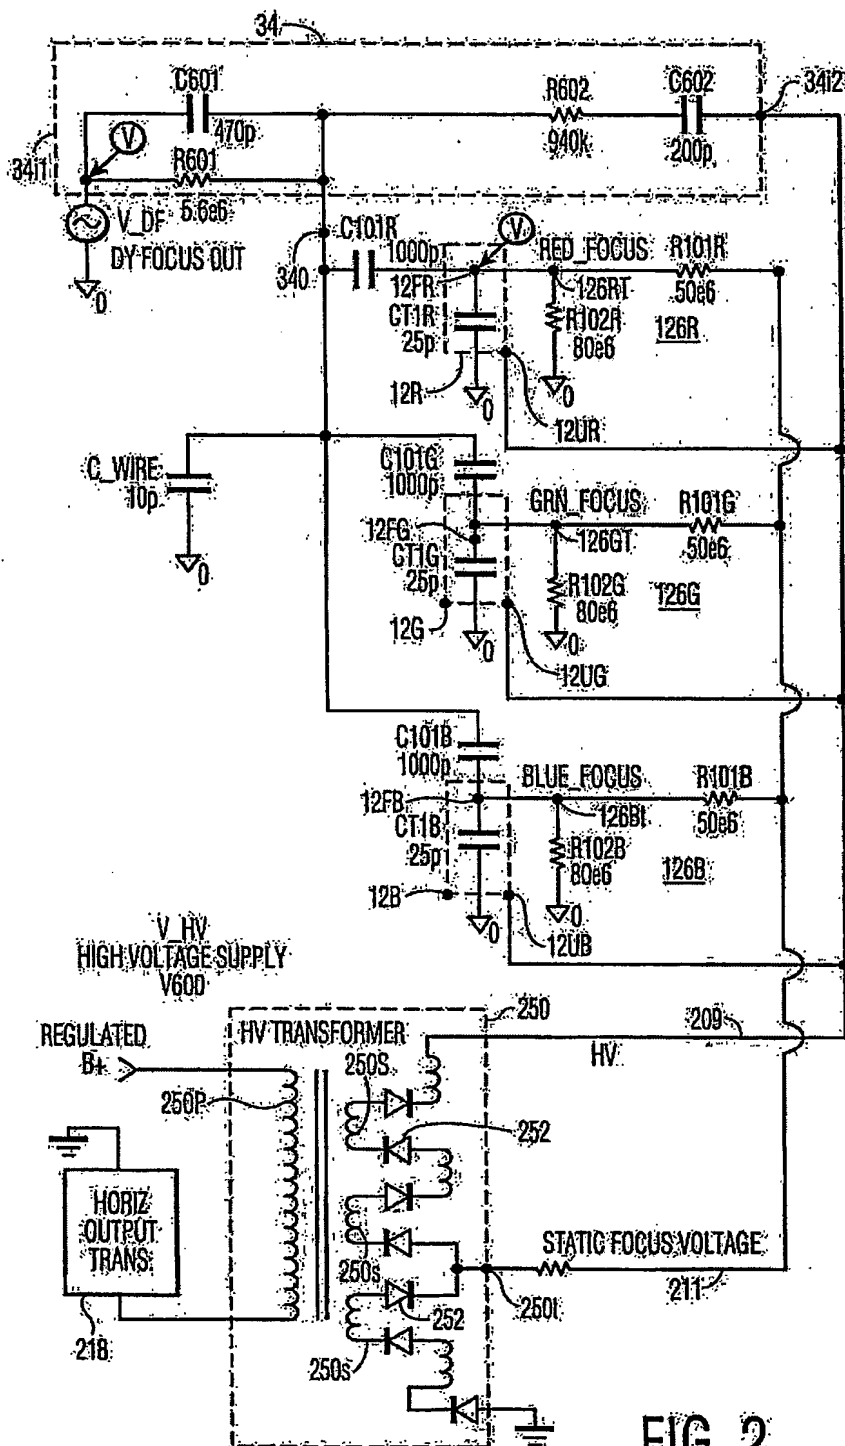 34
C601
470p
R602
940k
C602
200p
34i2
34i1
V
R601
5.6e6
V_DF
DY FOCUS OUT
0
340
C101R
1000p
V
RED_FOCUS
R101R
50e6
12FR
126RT
CT1R
25p
R102R
80e6
126R
12R
0
0
12UR
C_WIRE
10p
0
C101G
1000p
GRN_FOCUS
R101G
50e6
12FG
126GT
CT1G
25p
R102G
80e6
126G
12G
0
0
12UG
C101B
1000p
BLUE_FOCUS
R101B
50e6
12FB
126BT
CT1B
25p
R102B
80e6
126B
12B
0
0
12UB
V_HV
HIGH VOLTAGE SUPPLY
V60D
REGULATED
B+
HV TRANSFORMER
250
209
HV
250S
250P
252
HORIZ
OUTPUT
TRANS.
218
250s
STATIC FOCUS VOLTAGE
250t
211
252
250s
FIG. 2